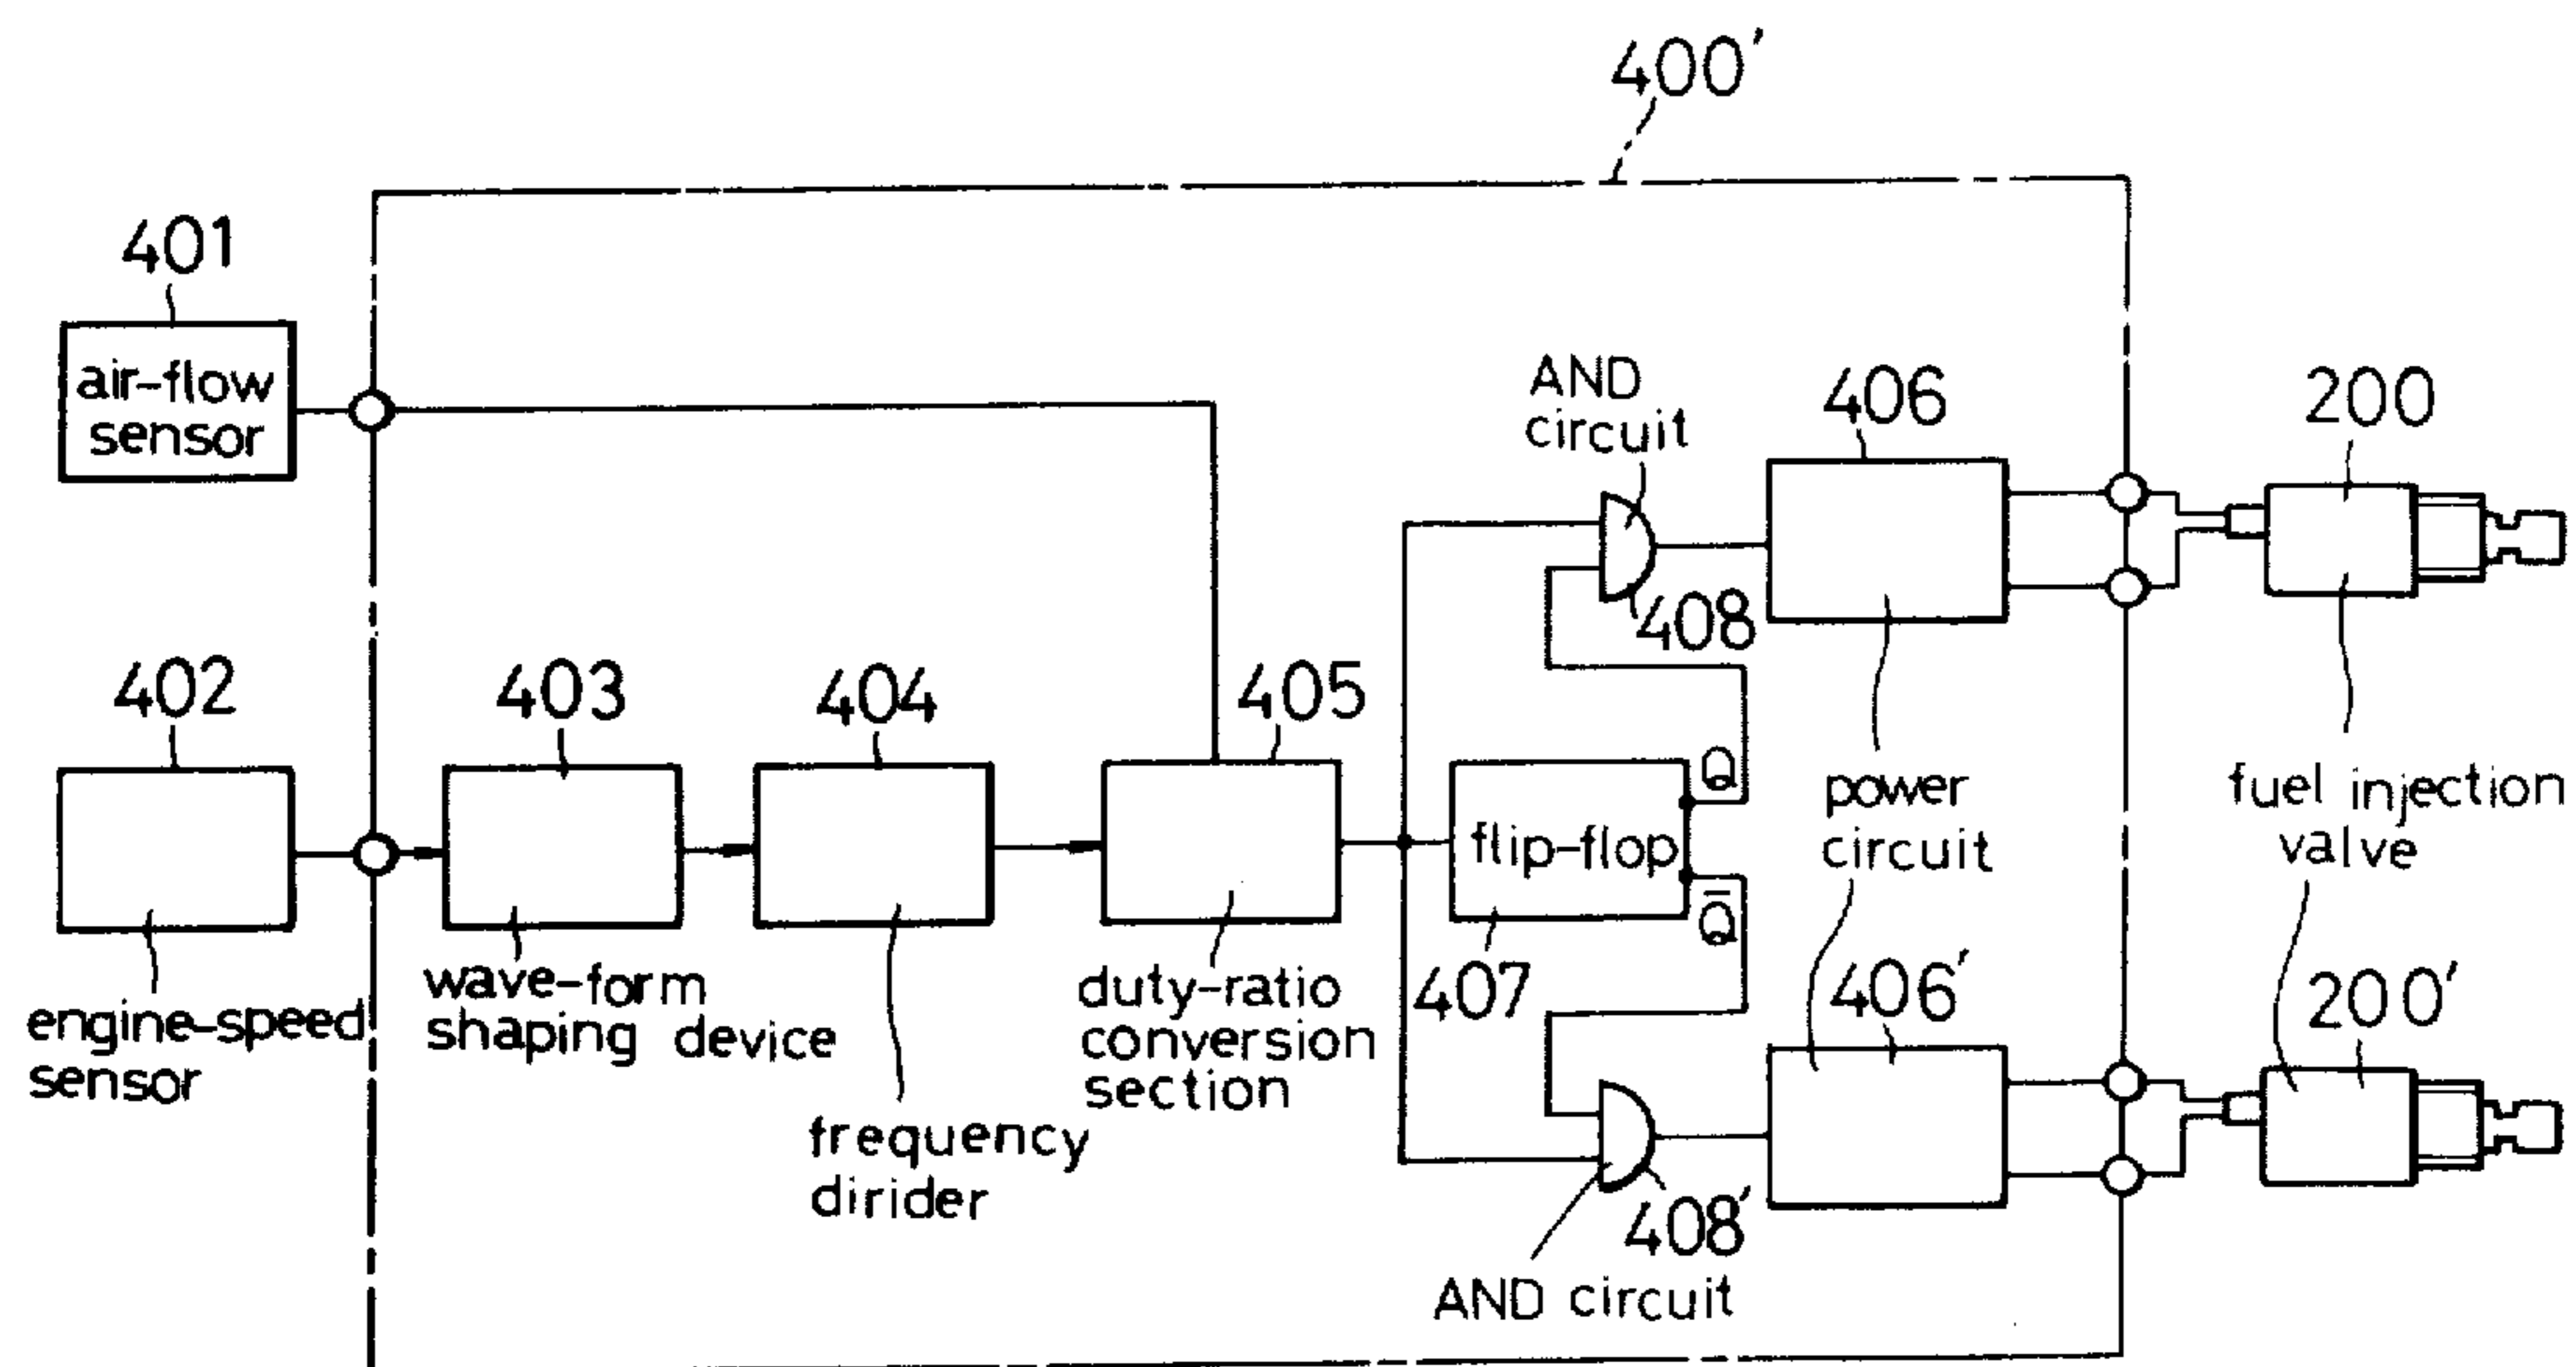 400'
401
air-flow
sensor
AND
circuit
406
200
408
402
403
404
405
Q
flip-flop
Q̅
power
circuit
fuel injection
valve
engine-speed
sensor
wave-form
shaping device
frequency
dirider
duty-ratio
conversion
section
407
406'
200'
408'
AND circuit